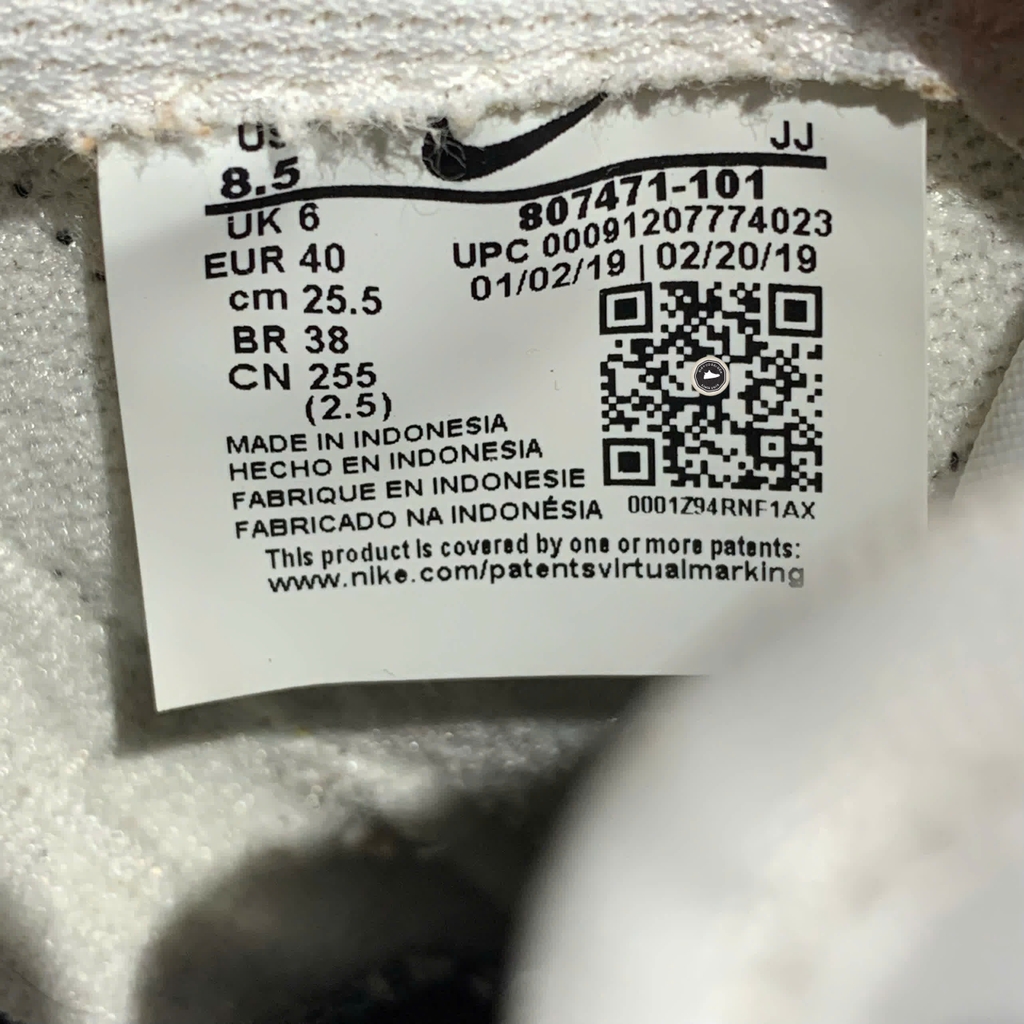 US
8.5
UK 6
EUR 40
cm 25.5
BR 38
CN 255
(2.5)
JJ
807471-101
UPC 00091207774023
01/02/19 | 02/20/19
MADE IN INDONESIA
HECHO EN INDONESIA
FABRIQUE EN INDONESIE
FABRICADO NA INDONÉSIA
0001Z94RNF1AX
This product is covered by one or more patents:
www.nike.com/patentsvirtualmarking